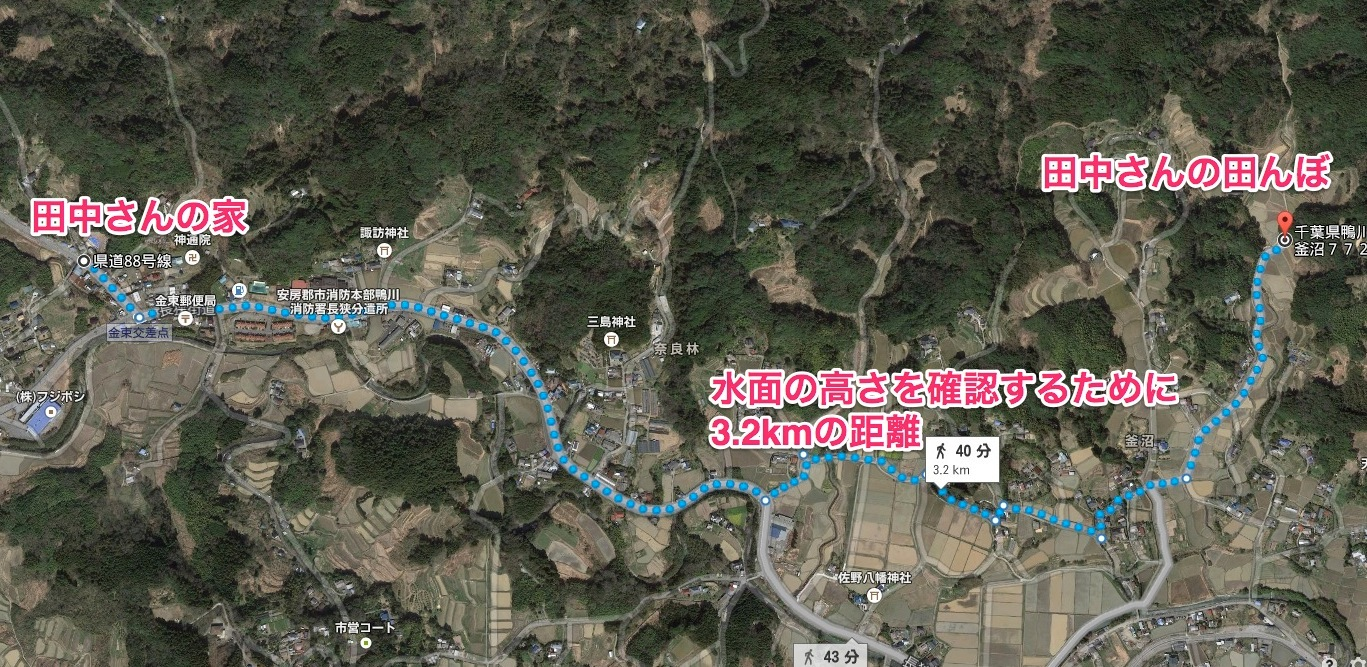 田中さんの家
神通院
県道88号線
諏訪神社
金束郵便局
長狭街道
金束交差点
安房郡市消防本部鴨川
消防署長狭分遣所
田中さんの田んぼ
千葉県鴨川
釜沼７７２
三島神社
奈良林
(株)フジボシ
水面の高さを確認するために
3.2kmの距離
40 分
3.2 km
釜沼
佐野八幡神社
市営コート
43 分